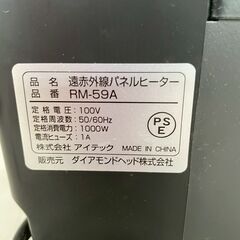 品名 遠赤外線パネルヒーター
品番 RM-59A
定格電圧：100V
定格周波数：50/60Hz
定格消費電力：1000W
電流ヒューズ：1A
株式会社 アイテック MADE IN CHINA
販売元 ダイアモンドヘッド株式会社
PS
E